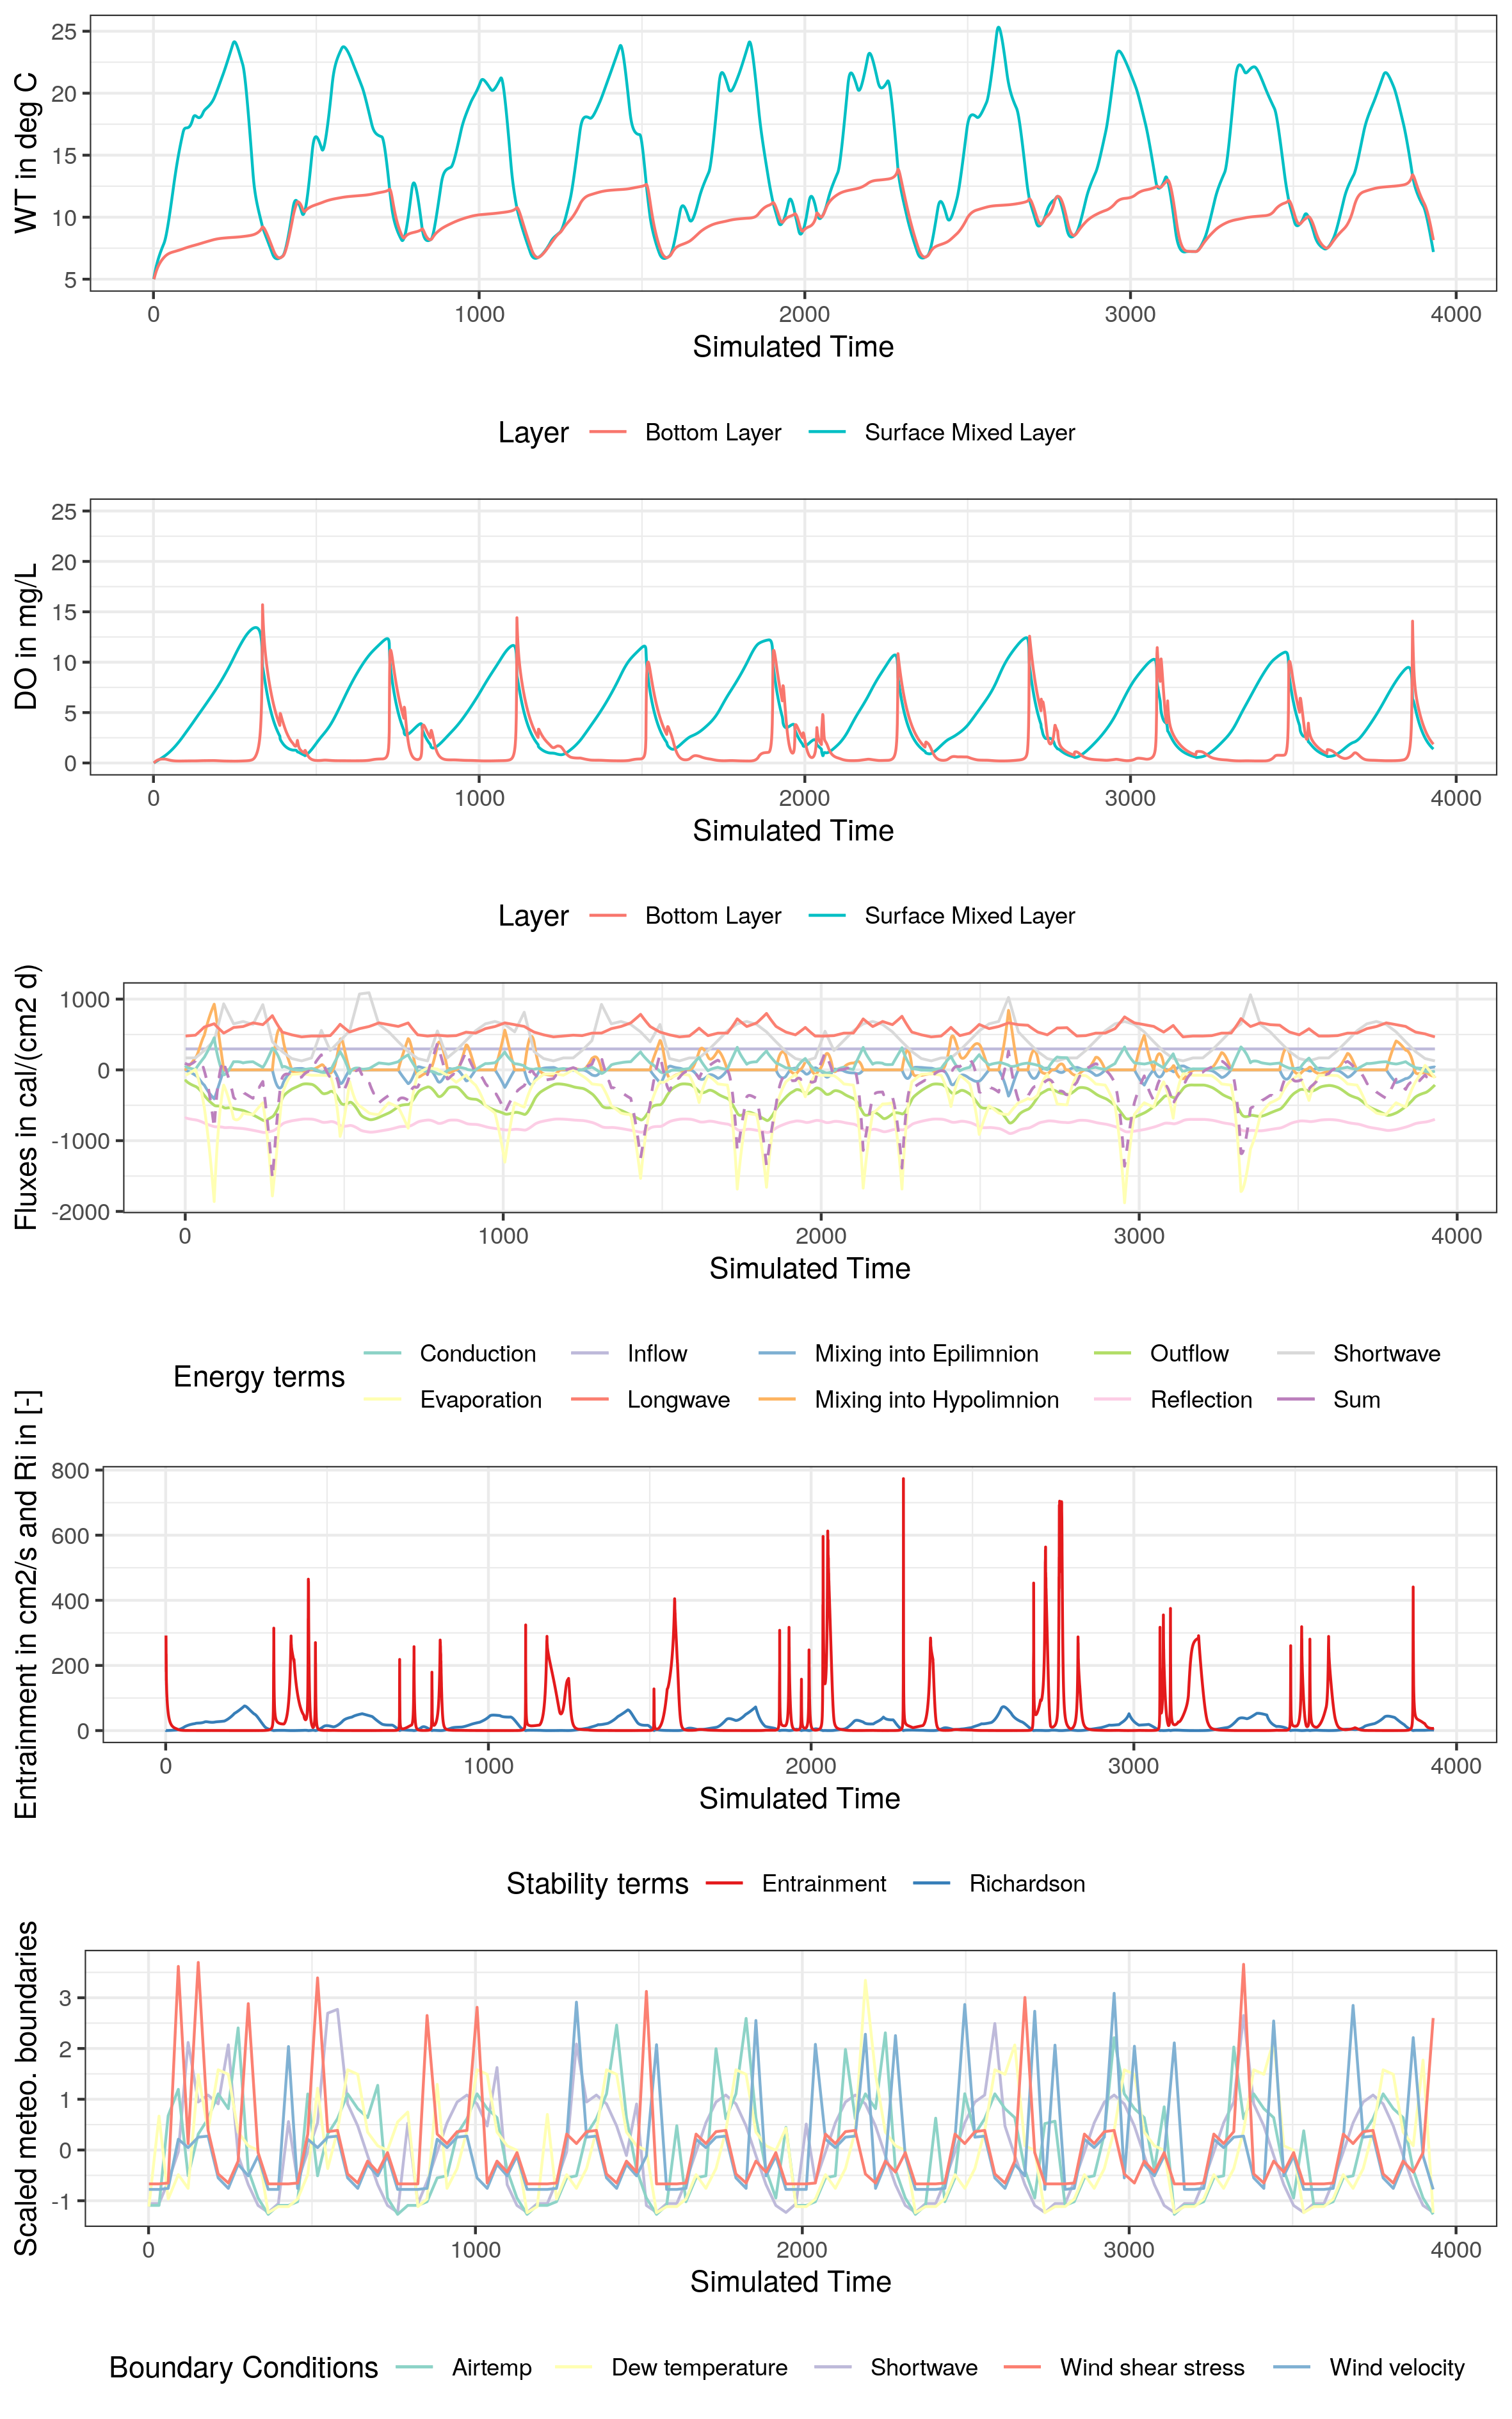 WT in deg C
25
20
15
10
5
0 1000 2000 3000 4000
Simulated Time
Layer Bottom Layer Surface Mixed Layer
DO in mg/L
25
20
15
10
5
0
0 1000 2000 3000 4000
Simulated Time
Layer Bottom Layer Surface Mixed Layer
Fluxes in cal/(cm2 d)
1000
0
-1000
-2000
0 1000 2000 3000 4000
Simulated Time
Energy terms
Conduction Inflow Mixing into Epilimnion Outflow Shortwave
Evaporation Longwave Mixing into Hypolimnion Reflection Sum
Entrainment in cm2/s and Ri in [-]
800
600
400
200
0
0 1000 2000 3000 4000
Simulated Time
Stability terms Entrainment Richardson
Scaled meteo. boundaries
3
2
1
0
-1
0 1000 2000 3000 4000
Simulated Time
Boundary Conditions Airtemp Dew temperature Shortwave Wind shear stress Wind velocity